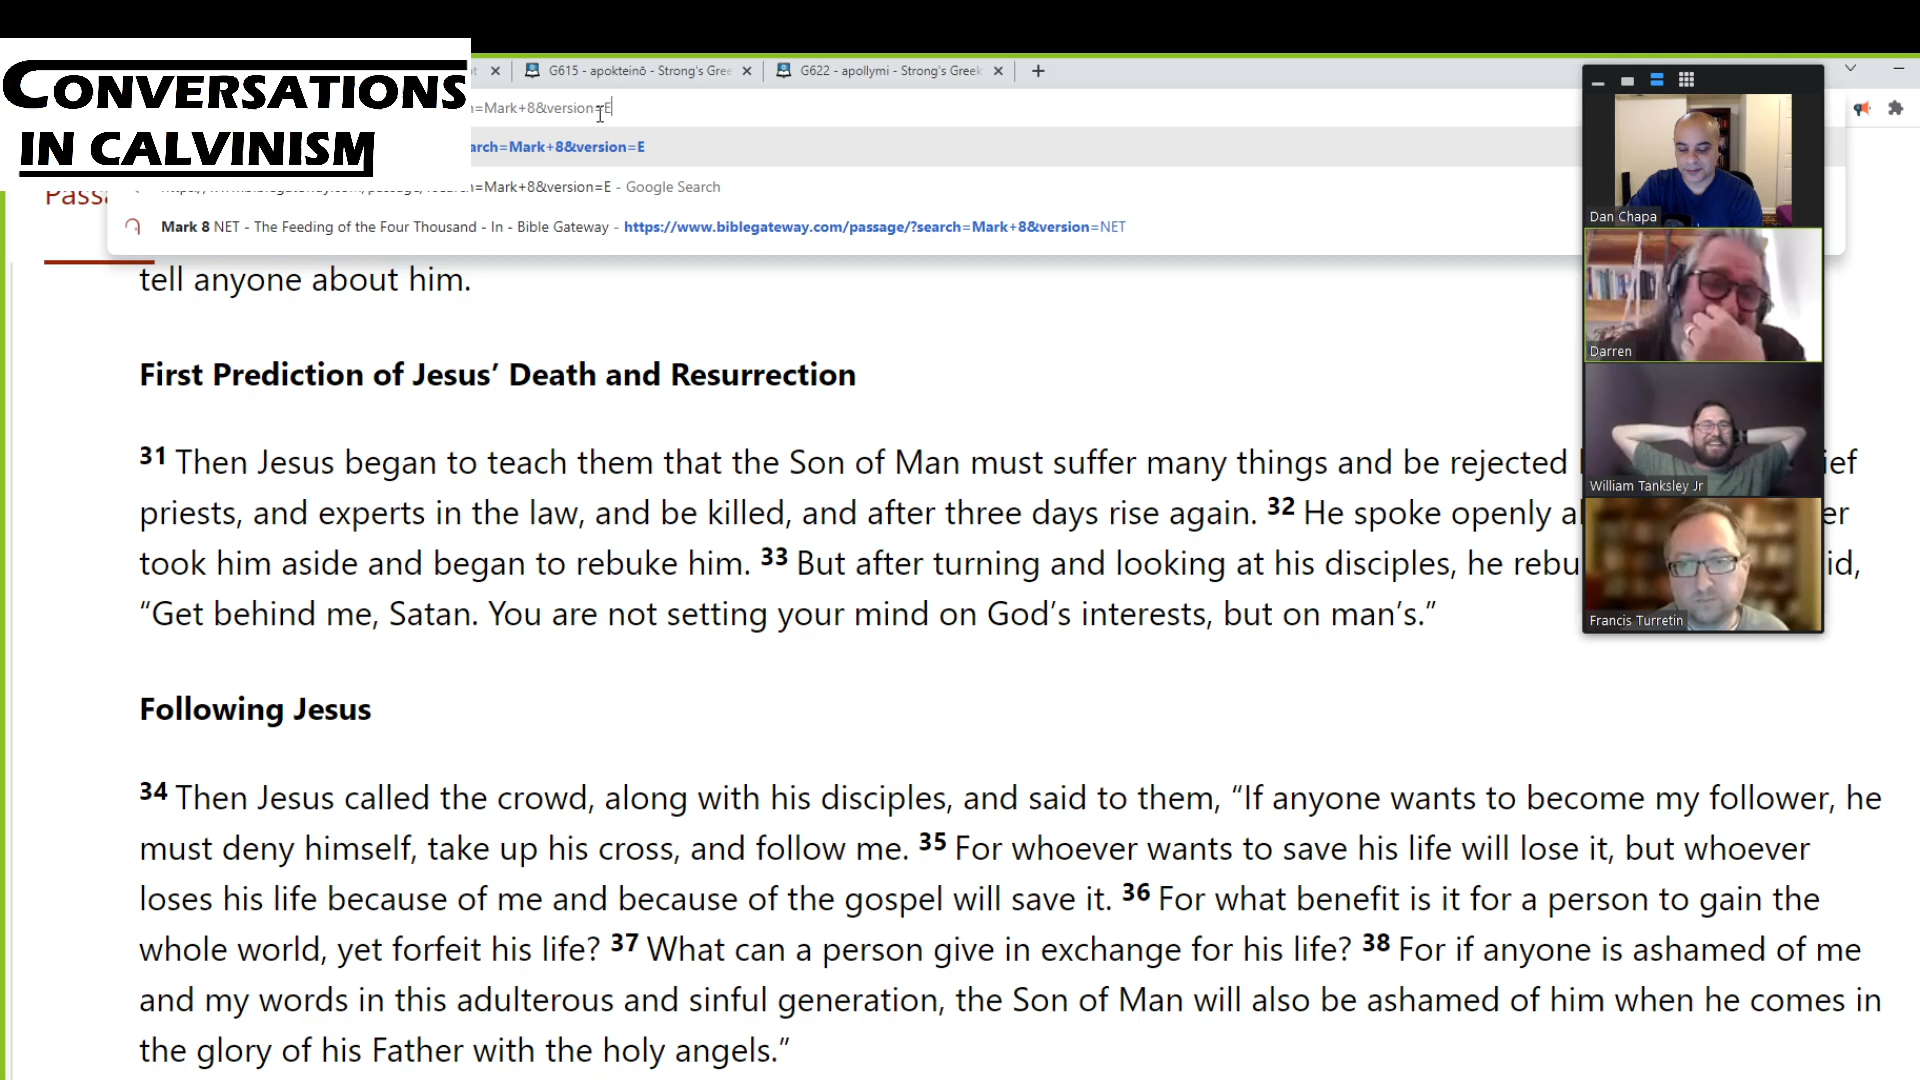 CONVERSATIONS
IN CALVINISM
G615 - apokteinō - Strong's Gree
G622 - apollymi - Strong's Greek
=Mark+8&version=E
arch=Mark+8&version=E
https://www.biblegateway.com/passage/?search=Mark+8&version=E - Google Search
Mark 8 NET - The Feeding of the Four Thousand - In - Bible Gateway - https://www.biblegateway.com/passage/?search=Mark+8&version=NET
Passa
tell anyone about him.
First Prediction of Jesus’ Death and Resurrection
31 Then Jesus began to teach them that the Son of Man must suffer many things and be rejected ief
priests, and experts in the law, and be killed, and after three days rise again. 32 He spoke openly a er
took him aside and began to rebuke him. 33 But after turning and looking at his disciples, he rebu id,
“Get behind me, Satan. You are not setting your mind on God’s interests, but on man’s.”
Following Jesus
34 Then Jesus called the crowd, along with his disciples, and said to them, “If anyone wants to become my follower, he
must deny himself, take up his cross, and follow me. 35 For whoever wants to save his life will lose it, but whoever
loses his life because of me and because of the gospel will save it. 36 For what benefit is it for a person to gain the
whole world, yet forfeit his life? 37 What can a person give in exchange for his life? 38 For if anyone is ashamed of me
and my words in this adulterous and sinful generation, the Son of Man will also be ashamed of him when he comes in
the glory of his Father with the holy angels.”
Dan Chapa
Darren
William Tanksley Jr
Francis Turretin